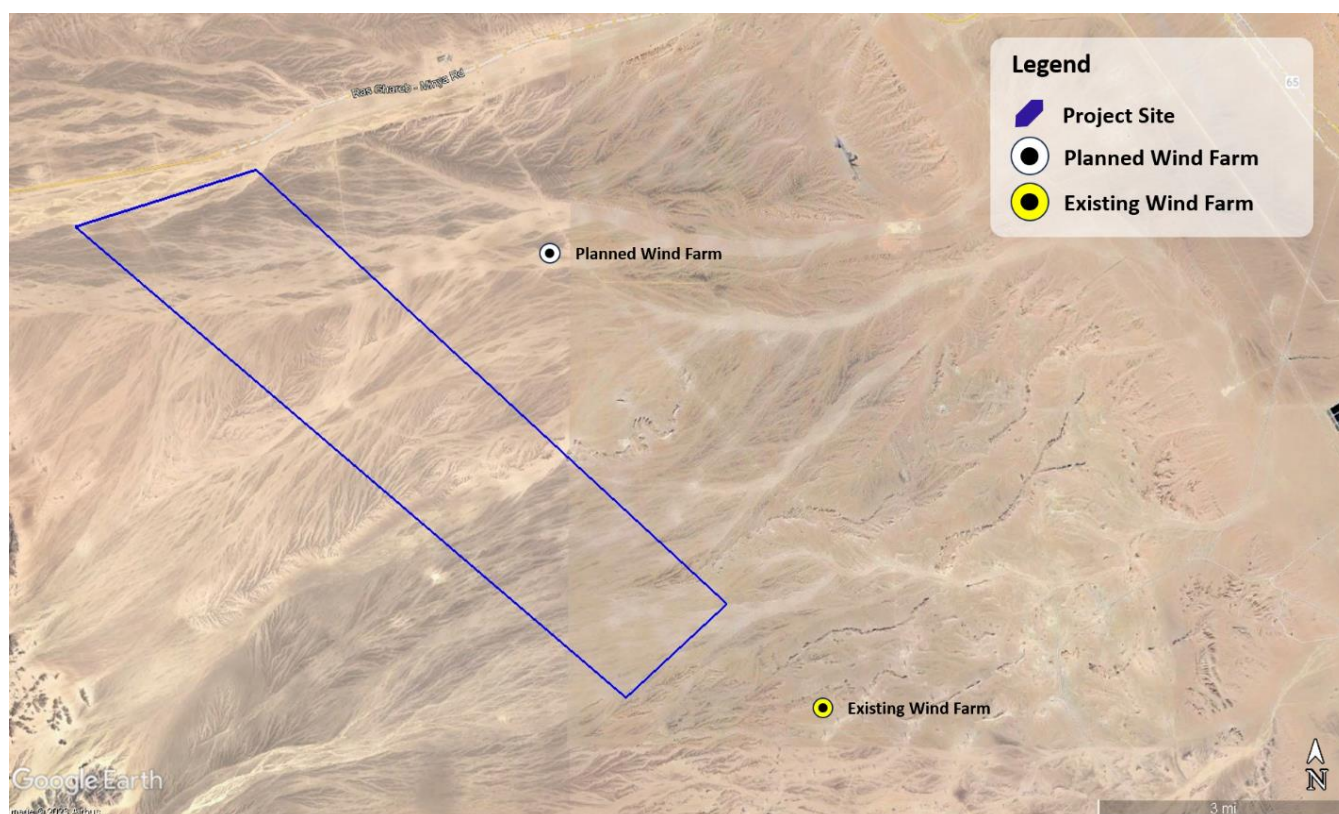 Ras Ghareb - Minya Rd
Legend
65
Project Site
Planned Wind Farm
Existing Wind Farm
Planned Wind Farm
Existing Wind Farm
Google Earth
N
3 mi